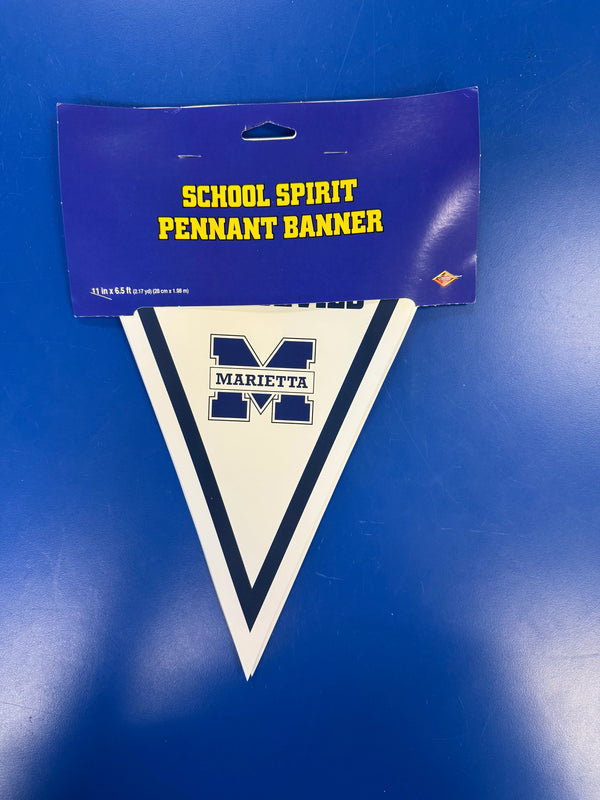 SCHOOL SPIRIT
PENNANT BANNER
11 in x 6.5 ft (2.17 yd) (28 cm x 1.98 m)
MARIETTA